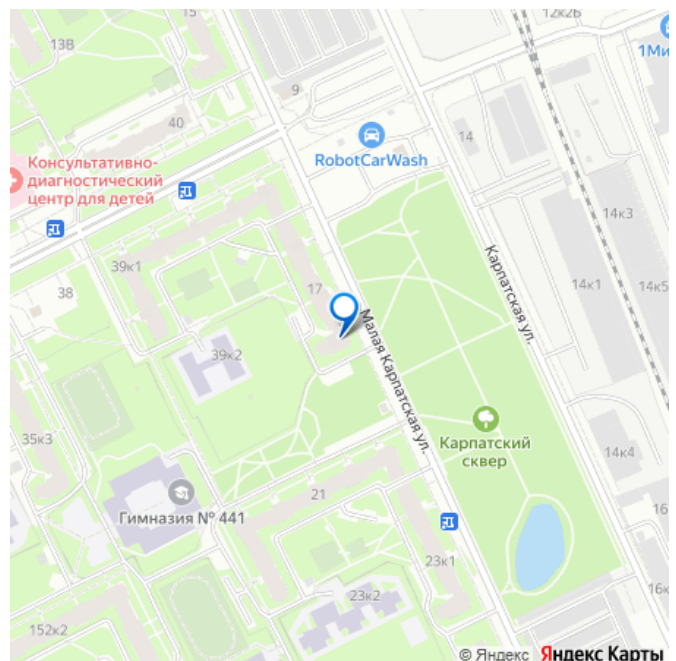 15
12к2Б
13В
1Ми
9
40
14
RobotCarWash
Консультативно-
диагностический
центр для детей
14к3
Карпатская ул.
39к1
38
17
14к1
14к5
Малая Карпатская ул.
39к2
35к3
Карпатский
сквер
14к4
Гимназия № 441
21
16
23к1
16к
23к2
152к2
© Яндекс Яндекс Карты